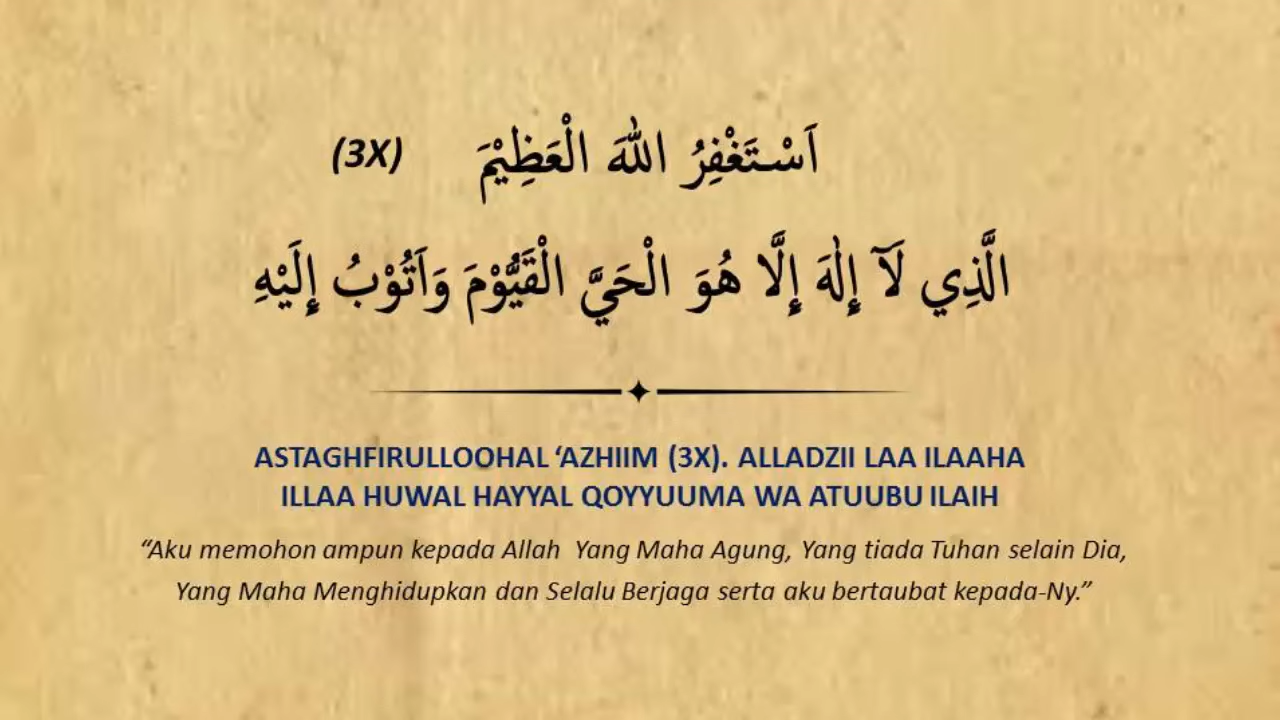 اَسْتَغْفِرُ اللهَ الْعَظِيْمَ (3X)
الَّذِي لَآ إِلٰهَ إِلَّا هُوَ الْحَيَّ الْقَيُّوْمَ وَاَتُوْبُ إِلَيْهِ
ASTAGHFIRULLOOHAL ‘AZHIIM (3X). ALLADZII LAA ILAAHA
ILLAA HUWAL HAYYAL QOYYUUMA WA ATUUBU ILAIH
“Aku memohon ampun kepada Allah Yang Maha Agung, Yang tiada Tuhan selain Dia,
Yang Maha Menghidupkan dan Selalu Berjaga serta aku bertaubat kepada-Ny.”